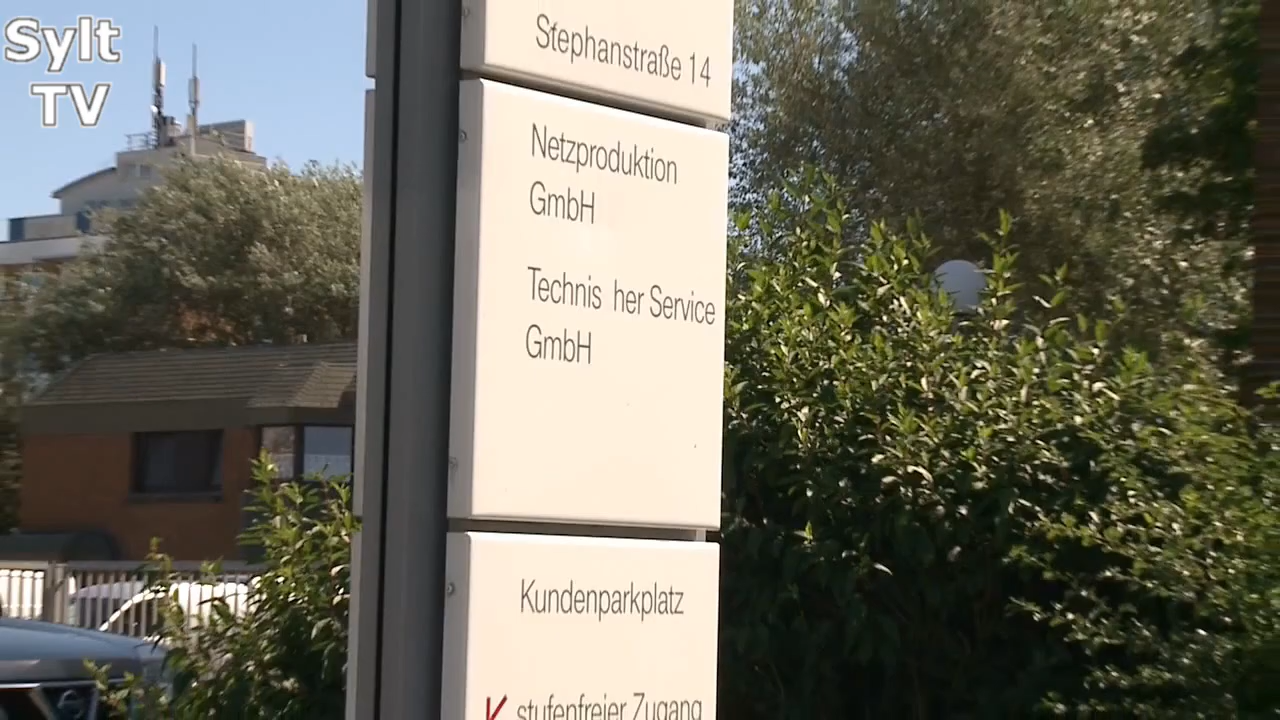 Sylt
TV
Stephanstraße 14
Netzproduktion
GmbH
Technis her Service
GmbH
Kundenparkplatz
stufenfreier Zugang